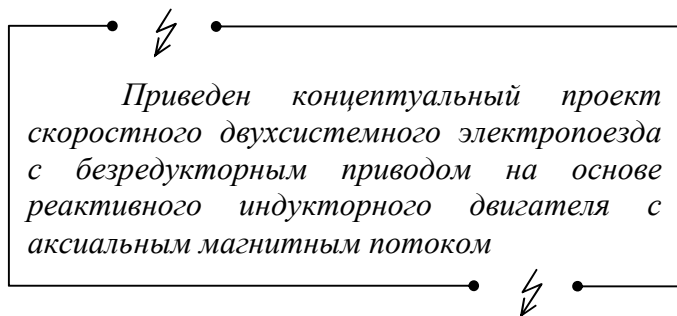 Приведен концептуальный проект
скоростного двухсистемного электропоезда
с безредукторным приводом на основе
реактивного индукторного двигателя с
аксиальным магнитным потоком